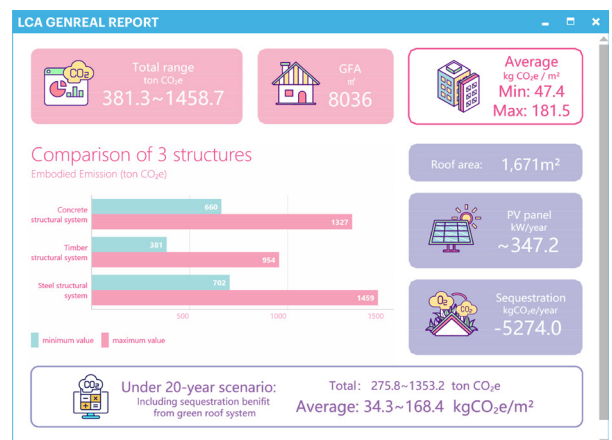 LCA GENREAL REPORT
Total range
ton CO₂e
381.3~1458.7
GFA
㎡
8036
Average
kg CO₂e / m²
Min: 47.4
Max: 181.5
CO₂
Comparison of 3 structures
Embodied Emission (ton CO₂e)
Concrete
structural system
660
1327
Timber
structural system
381
954
Steel structural
system
702
1459
500
1000
1500
minimum value
maximum value
Roof area: 1,671m²
PV panel
kW/year
~347.2
O₂
CO₂
Sequestration
kgCO₂e/year
-5274.0
CO₂
Under 20-year scenario:
Including sequestration benifit
from green roof system
Total: 275.8~1353.2 ton CO₂e
Average: 34.3~168.4 kgCO₂e/m²